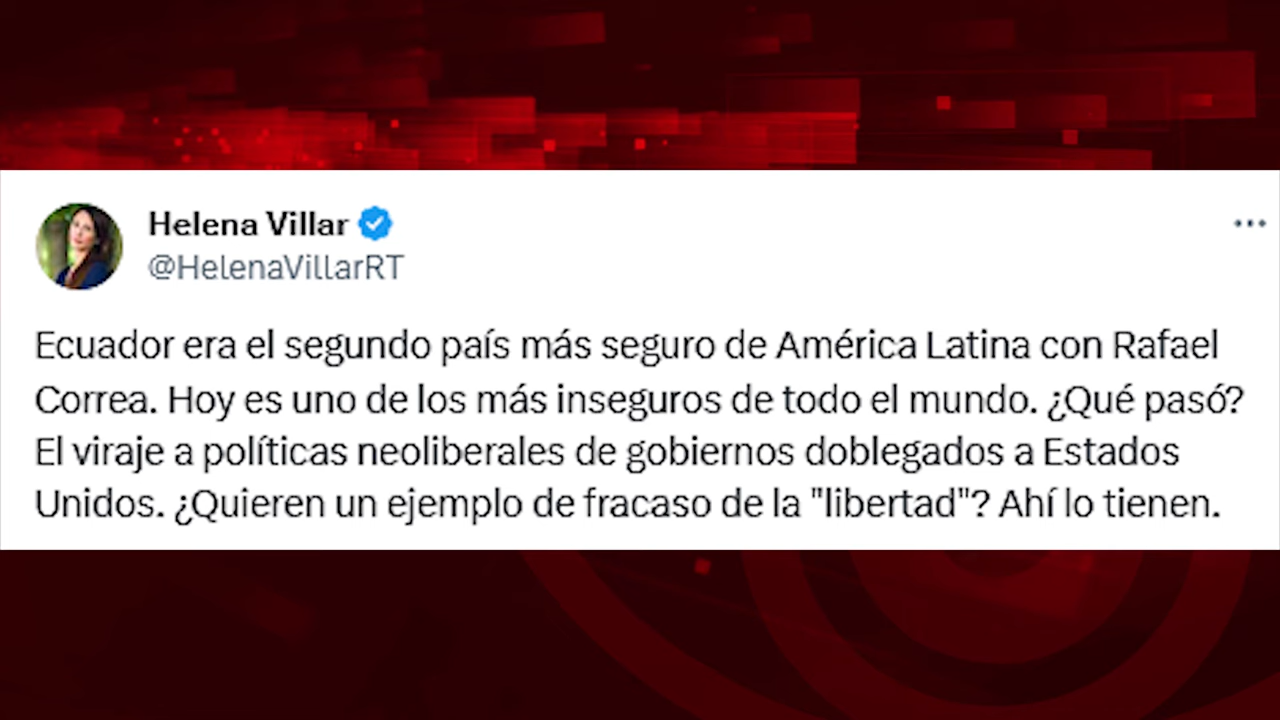 Helena Villar
@HelenaVillarRT
Ecuador era el segundo país más seguro de América Latina con Rafael
Correa. Hoy es uno de los más inseguros de todo el mundo. ¿Qué pasó?
El viraje a políticas neoliberales de gobiernos doblegados a Estados
Unidos. ¿Quieren un ejemplo de fracaso de la "libertad"? Ahí lo tienen.